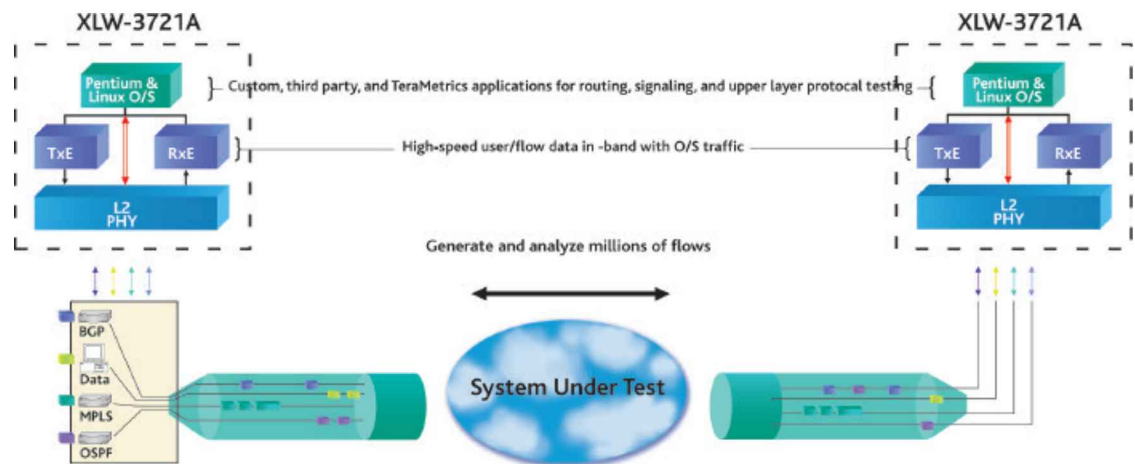 XLW-3721A
XLW-3721A
Pentium &
Linux O/S
Custom, third party, and TeraMetrics applications for routing, signaling, and upper layer protocal testing
Pentium &
Linux O/S
TxE
RxE
High-speed user/flow data in -band with O/S traffic
TxE
RxE
L2
PHY
L2
PHY
Generate and analyze millions of flows
BGP
Data
MPLS
OSPF
System Under Test